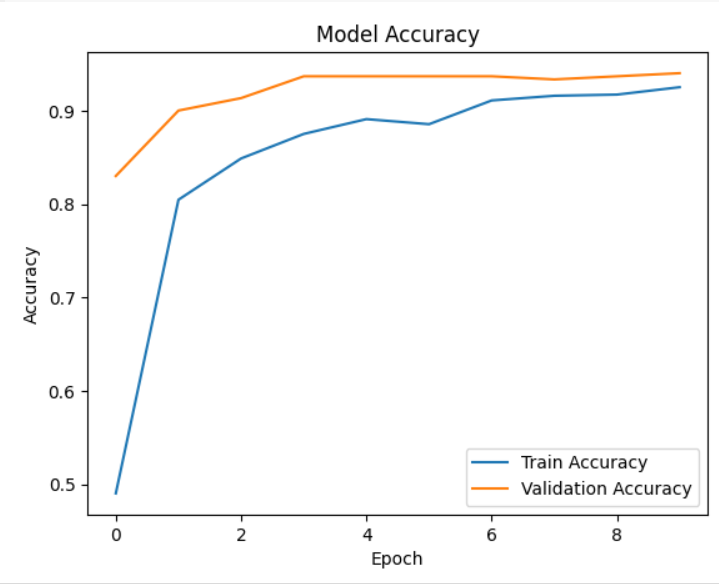 Model Accuracy
Accuracy
0.9
0.8
0.7
0.6
0.5
Train Accuracy
Validation Accuracy
0 2 4 6 8
Epoch